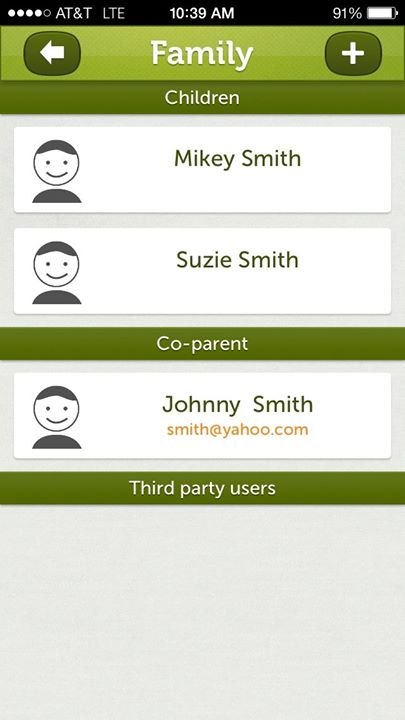 AT&T LTE 10:39 AM 91%
Family
Children
Mikey Smith
Suzie Smith
Co-parent
Johnny Smith
smith@yahoo.com
Third party users